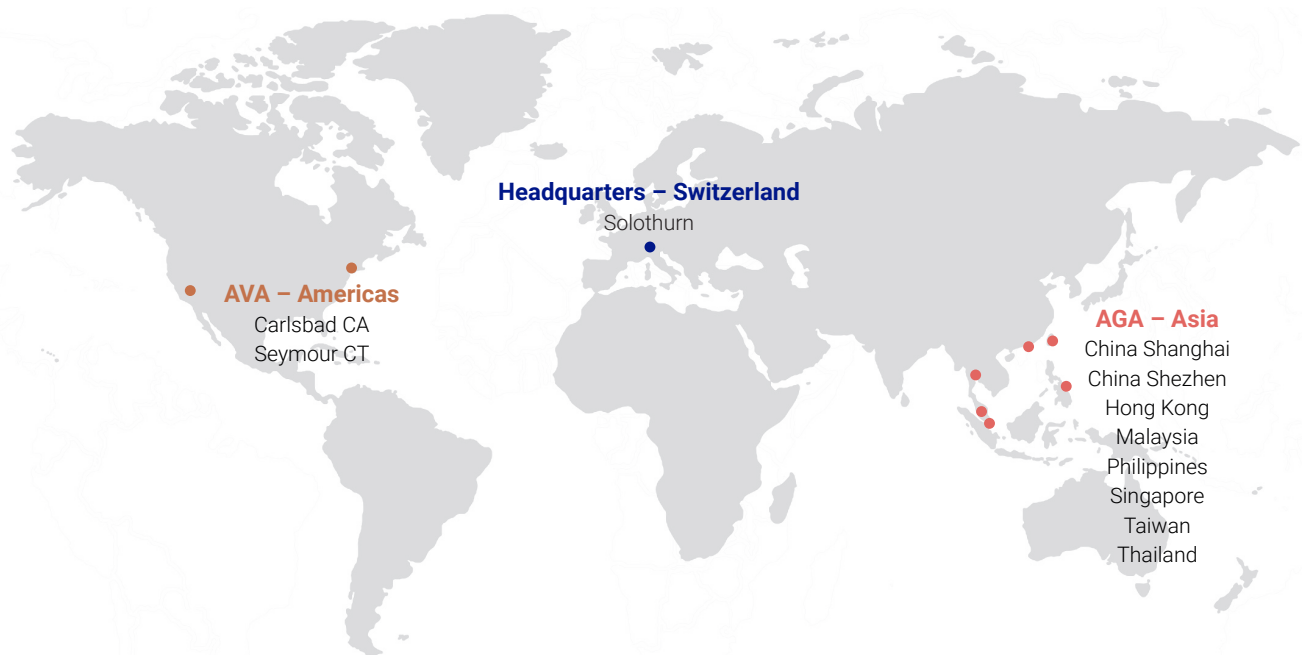 Headquarters – Switzerland
Solothurn
AVA – Americas
Carlsbad CA
Seymour CT
AGA – Asia
China Shanghai
China Shezhen
Hong Kong
Malaysia
Philippines
Singapore
Taiwan
Thailand